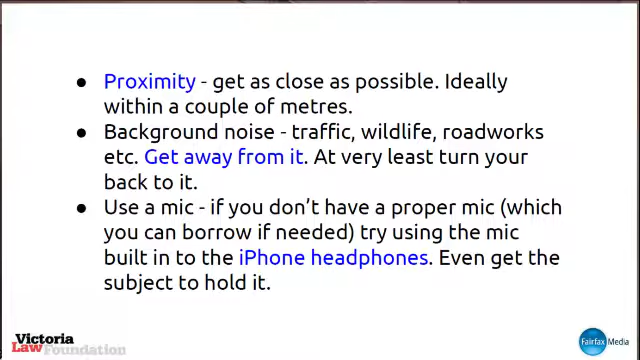 ● Proximity - get as close as possible. Ideally
within a couple of metres.
● Background noise - traffic, wildlife, roadworks
etc. Get away from it. At very least turn your
back to it.
● Use a mic - if you don’t have a proper mic (which
you can borrow if needed) try using the mic
built in to the iPhone headphones. Even get the
subject to hold it.
Victoria
Law Foundation
Fairfax Media